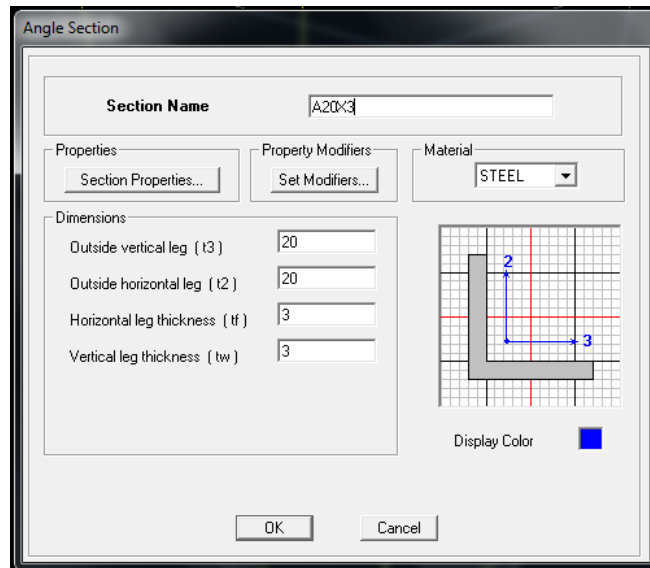 Angle Section
Section Name A20X3
Properties Property Modifiers Material
Section Properties... Set Modifiers... STEEL
Dimensions
Outside vertical leg ( t3 ) 20
Outside horizontal leg ( t2 ) 20
Horizontal leg thickness ( tf ) 3
Vertical leg thickness ( tw ) 3
2
3
Display Color
OK Cancel